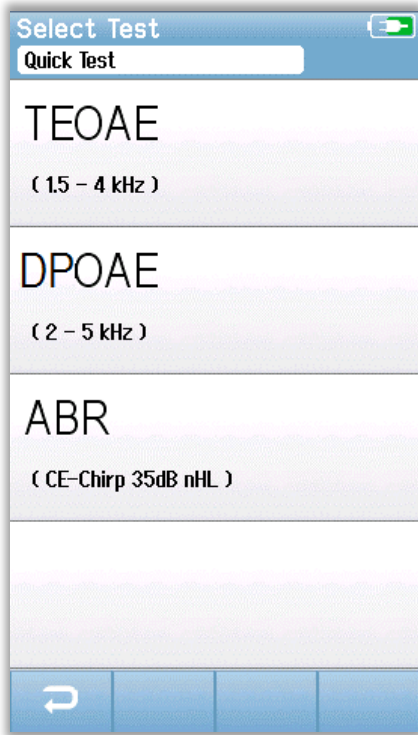 Select Test
Quick Test
TEOAE
( 1.5 - 4 kHz )
DPOAE
( 2 - 5 kHz )
ABR
( CE-Chirp 35dB nHL )